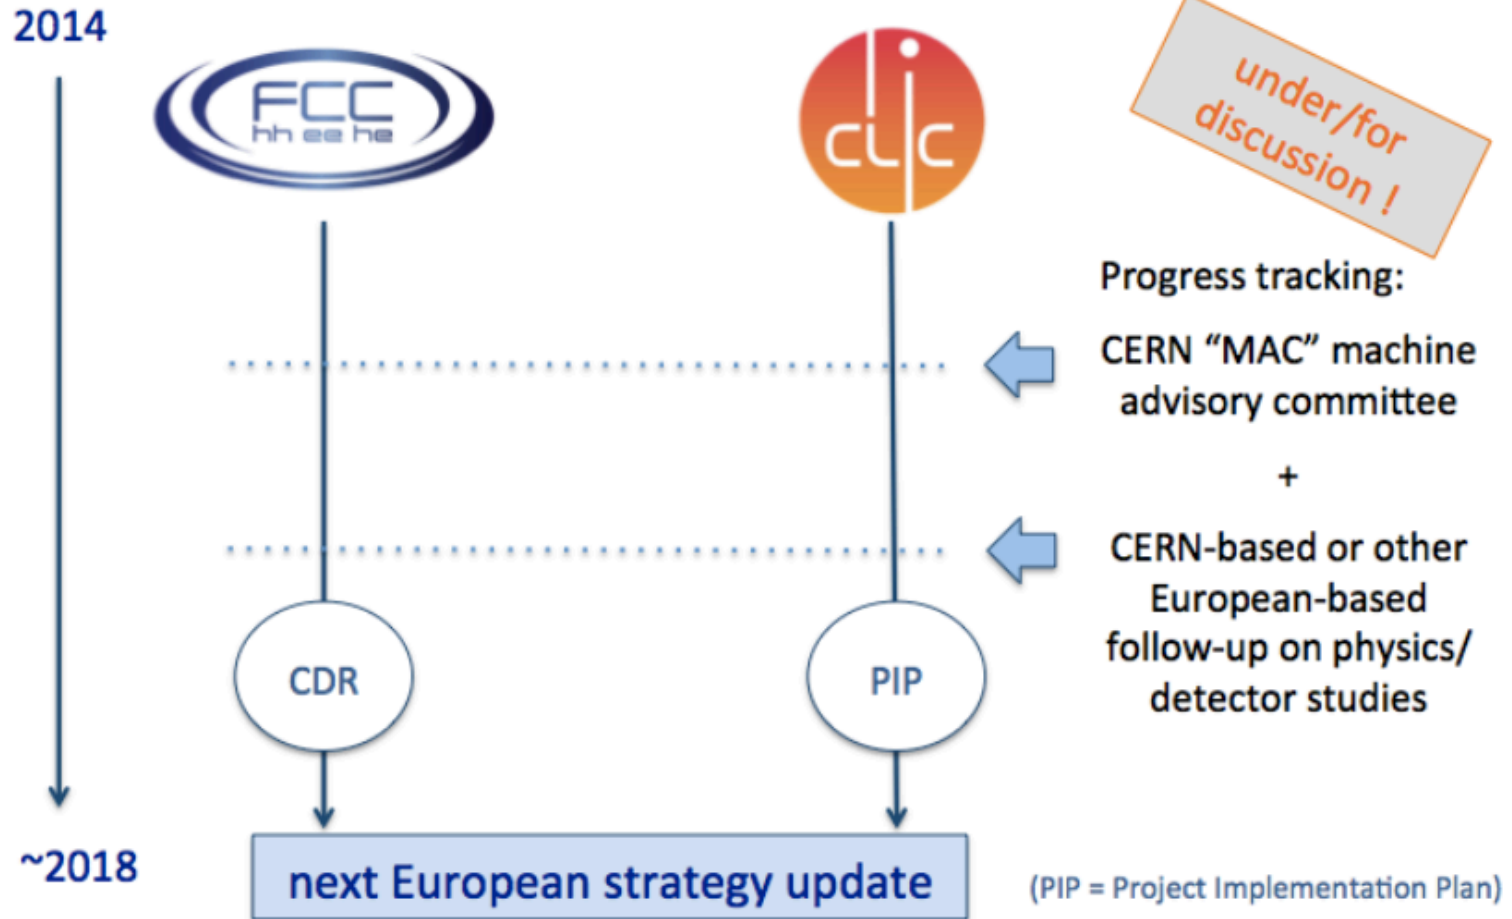 2014
FCC
hh ee he
clic
under/for
discussion !
Progress tracking:
CERN “MAC” machine
advisory committee
+
CERN-based or other
European-based
follow-up on physics/
detector studies
CDR
PIP
~2018
next European strategy update
(PIP = Project Implementation Plan)